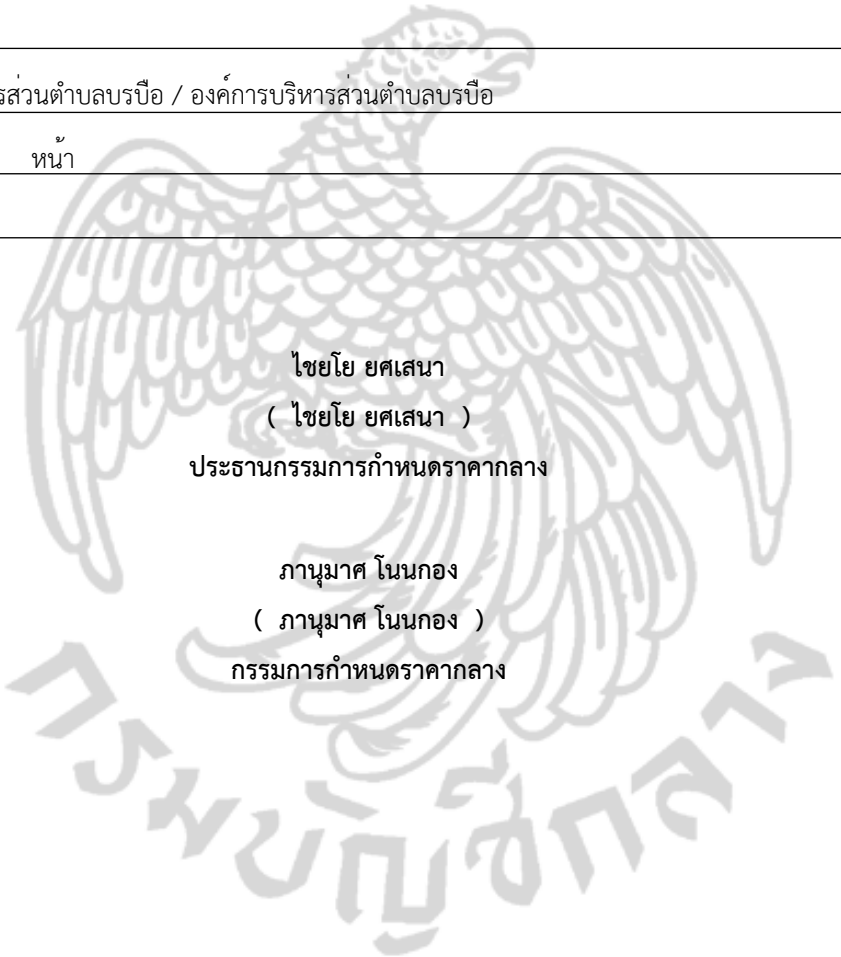 รส่วนตำบลบรบือ / องค์การบริหารส่วนตำบลบรบือ
หน้า
ไชยโย ยศเสนา
( ไชยโย ยศเสนา )
ประธานกรรมการกำหนดราคากลาง
ภานุมาศ โนนกอง
( ภานุมาศ โนนกอง )
กรรมการกำหนดราคากลาง
กรมบัญชีกลาง